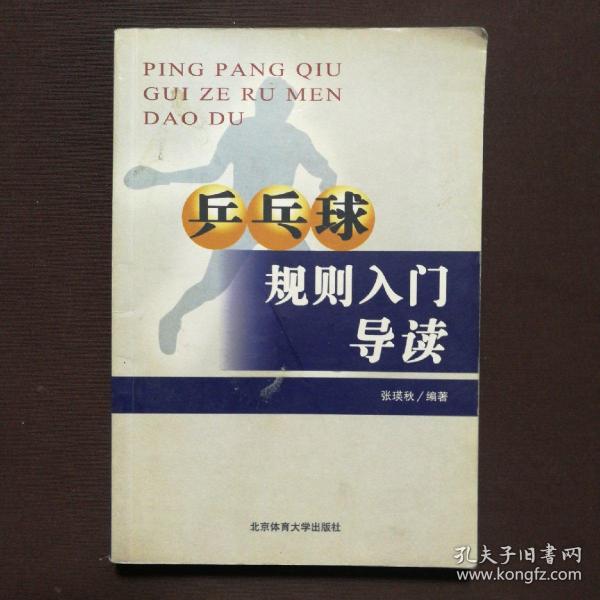 PING PANG QIU
GUI ZE RU MEN
DAO DU
乒乓球
规则入门
导读
张瑛秋/编著
北京体育大学出版社
孔夫子旧书网
www.kongfz.com